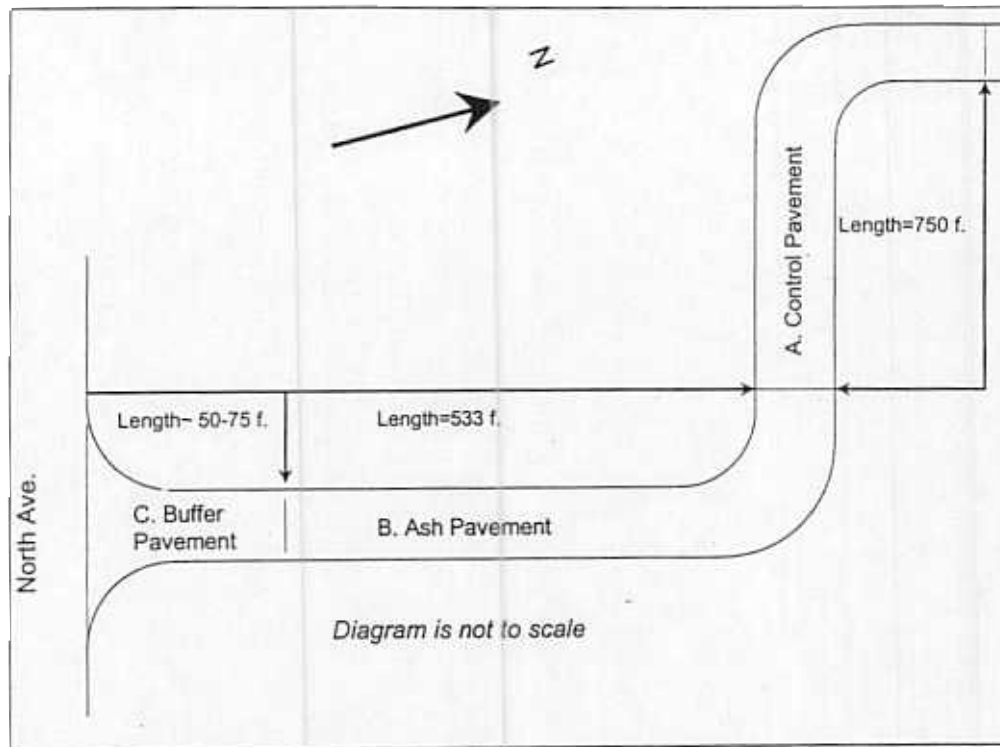 N
A. Control Pavement
Length=750 f.
Length~ 50-75 f.
Length=533 f.
North Ave.
C. Buffer
Pavement
B. Ash Pavement
Diagram is not to scale